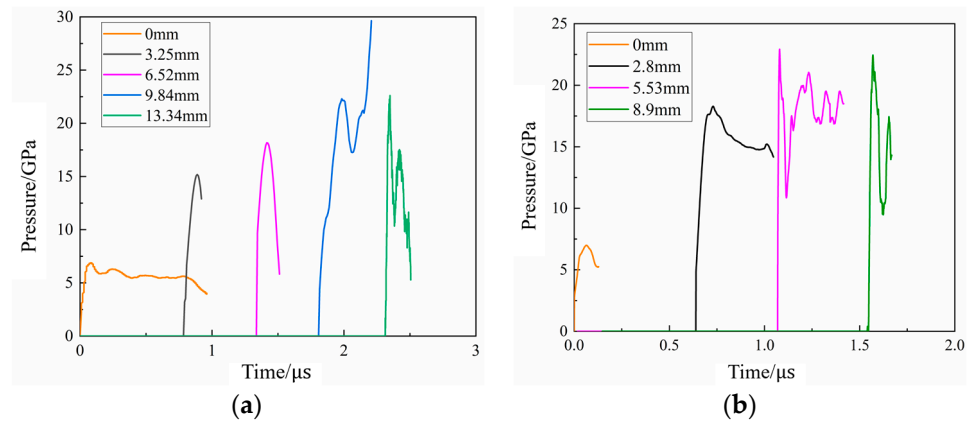 30
25
20
15
10
5
0
Pressure/GPa
0mm
3.25mm
6.52mm
9.84mm
13.34mm
0 1 2 3
Time/μs
(a)
25
20
15
10
5
0
Pressure/GPa
0mm
2.8mm
5.53mm
8.9mm
0.0 0.5 1.0 1.5 2.0
Time/μs
(b)